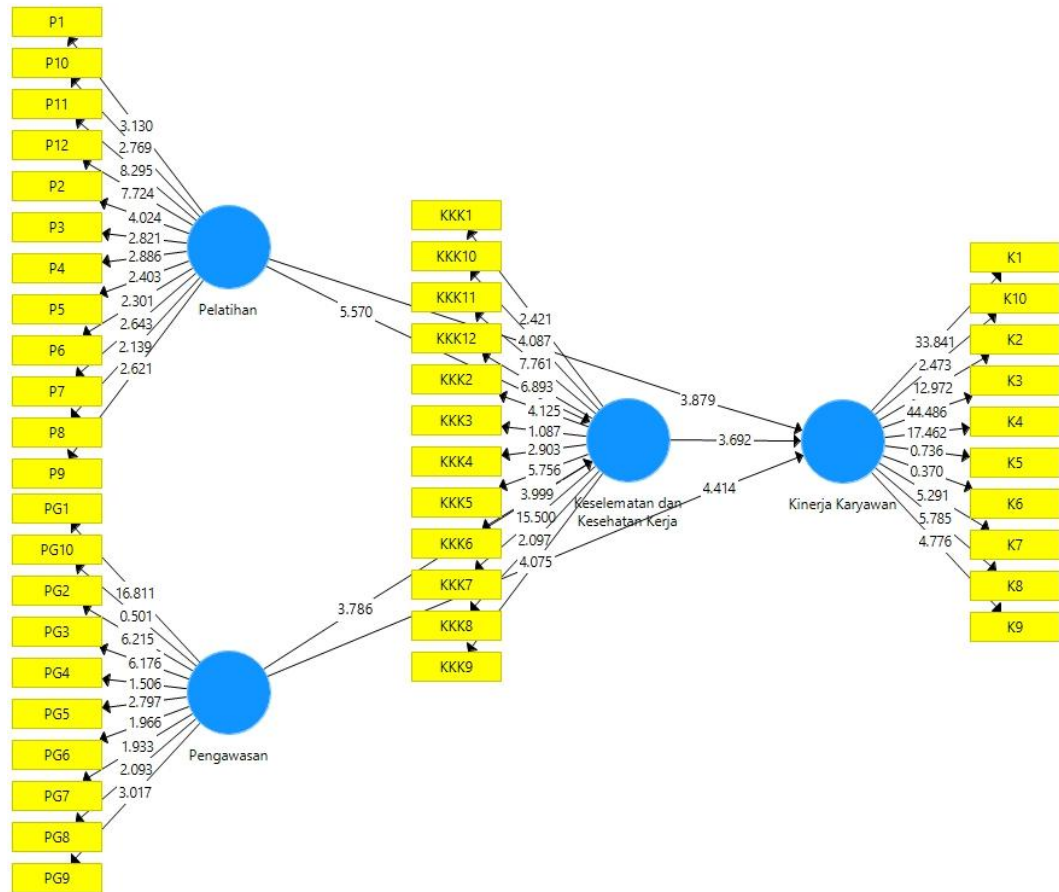 P1
P10
P11
P12
P2
P3
P4
P5
P6
P7
P8
P9
3.130
2.769
8.295
7.724
4.024
2.821
2.886
2.403
2.301
2.643
2.139
2.621
Pelatihan
PG1
PG10
PG2
PG3
PG4
PG5
PG6
PG7
PG8
PG9
16.811
0.501
6.215
6.176
1.506
2.797
1.966
1.933
2.093
3.017
Pengawasan
5.570
3.786
KKK1
KKK10
KKK11
KKK12
KKK2
KKK3
KKK4
KKK5
KKK6
KKK7
KKK8
KKK9
2.421
4.087
7.761
6.893
4.125
1.087
2.903
5.756
3.999
15.500
2.097
4.075
Keselematan dan
Kesehatan Kerja
3.879
3.692
4.414
Kinerja Karyawan
33.841
2.473
12.972
44.486
17.462
0.736
0.370
5.291
5.785
4.776
K1
K10
K2
K3
K4
K5
K6
K7
K8
K9